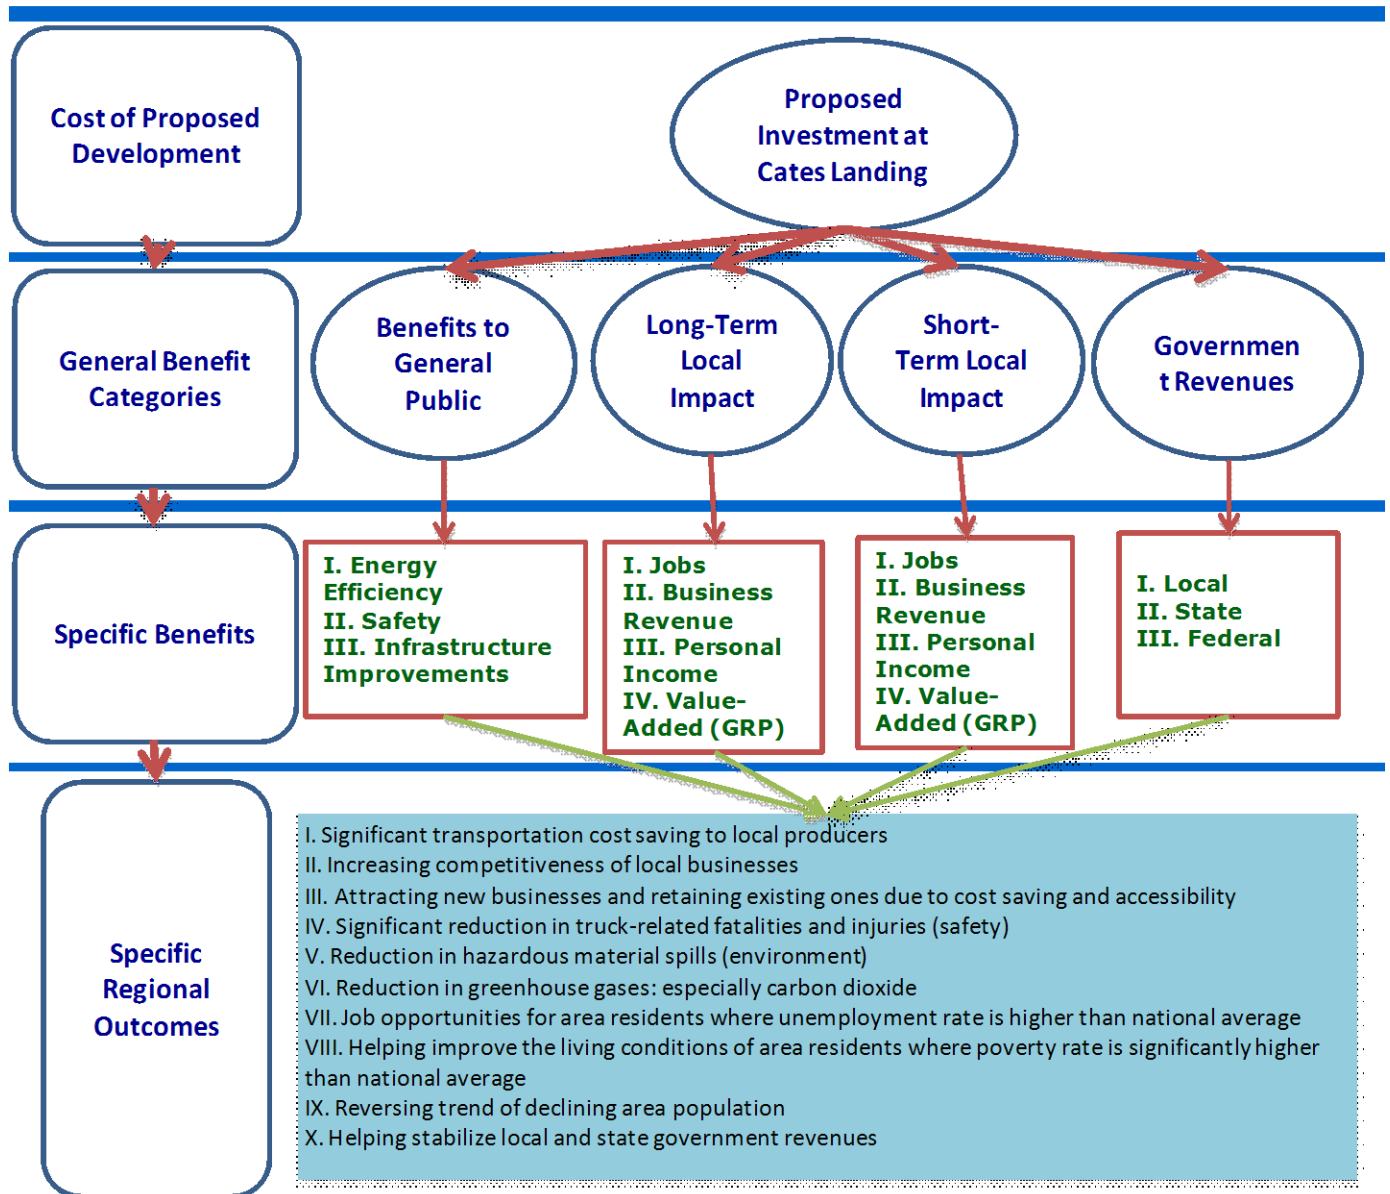 Cost of Proposed
Development
Proposed
Investment at
Cates Landing
General Benefit
Categories
Benefits to
General
Public
Long-Term
Local
Impact
Short-
Term Local
Impact
Governmen
t Revenues
Specific Benefits
I. Energy
Efficiency
II. Safety
III. Infrastructure
Improvements
I. Jobs
II. Business
Revenue
III. Personal
Income
IV. Value-
Added (GRP)
I. Jobs
II. Business
Revenue
III. Personal
Income
IV. Value-
Added (GRP)
I. Local
II. State
III. Federal
Specific
Regional
Outcomes
I. Significant transportation cost saving to local producers
II. Increasing competitiveness of local businesses
III. Attracting new businesses and retaining existing ones due to cost saving and accessibility
IV. Significant reduction in truck-related fatalities and injuries (safety)
V. Reduction in hazardous material spills (environment)
VI. Reduction in greenhouse gases: especially carbon dioxide
VII. Job opportunities for area residents where unemployment rate is higher than national average
VIII. Helping improve the living conditions of area residents where poverty rate is significantly higher
than national average
IX. Reversing trend of declining area population
X. Helping stabilize local and state government revenues